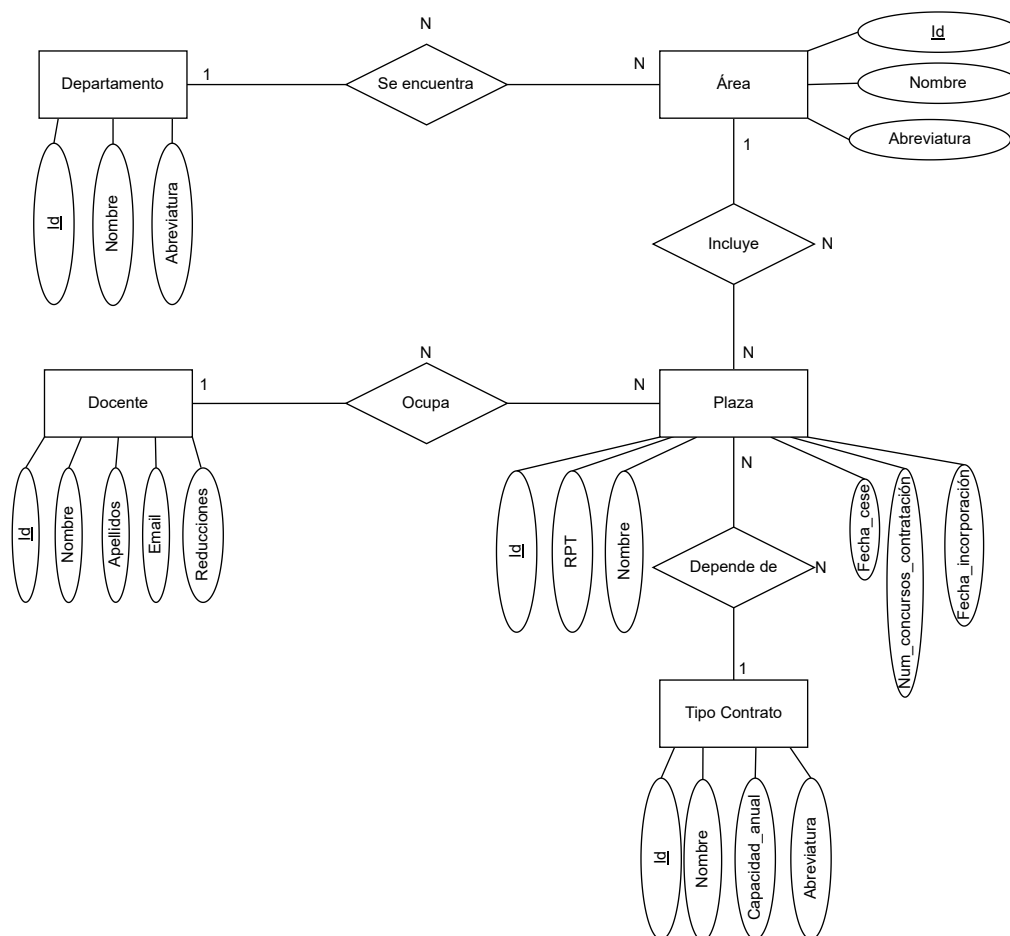 N
Id
Departamento
1
Se encuentra
N
Área
Nombre
Abreviatura
1
Id
Nombre
Abreviatura
Incluye
N
N
N
Docente
1
Ocupa
N
Plaza
Id
Nombre
Apellidos
Email
Reducciones
N
Id
RPT
Nombre
Fecha_cese
Num_concursos_contratación
Fecha_incorporación
Depende de
N
1
Tipo Contrato
Id
Nombre
Capacidad_anual
Abreviatura